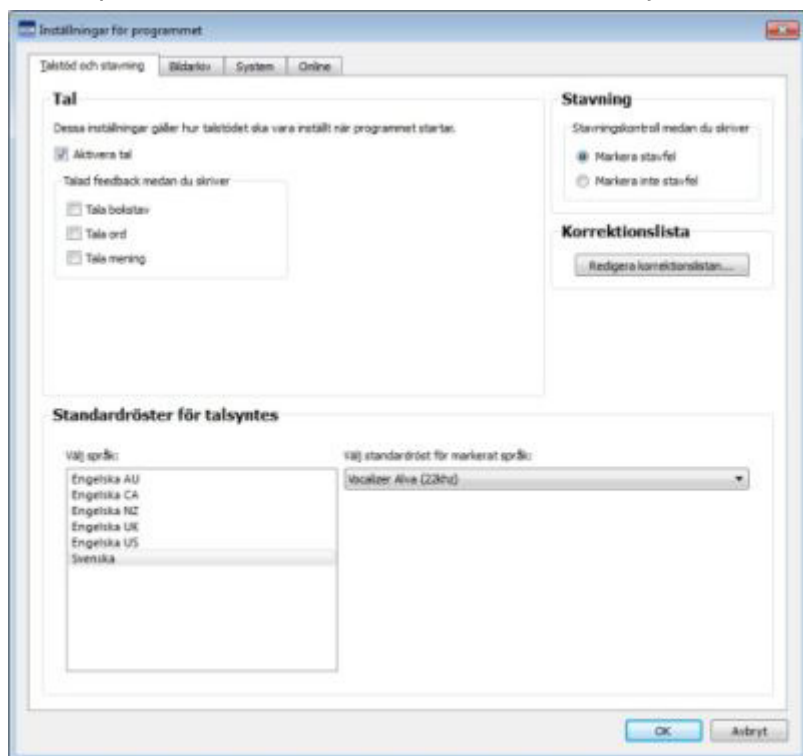 Inställningar för programmet
Talstöd och stavning
Bildarkiv
System
Online
Tal
Dessa inställningar gäller hur talstödet ska vara inställt när programmet startar.
Aktivera tal
Talad feedback medan du skriver
Tala bokstav
Tala ord
Tala mening
Stavning
Stavningskontroll medan du skriver
Markera stavfel
Markera inte stavfel
Korrektionslista
Redigera korrektionslistan....
Standardröster för talsyntes
Välj språk:
Engelska AU
Engelska CA
Engelska NZ
Engelska UK
Engelska US
Svenska
Välj standardröst för markerat språk:
Vocalizer Alva (22khz)
OK
Avbryt